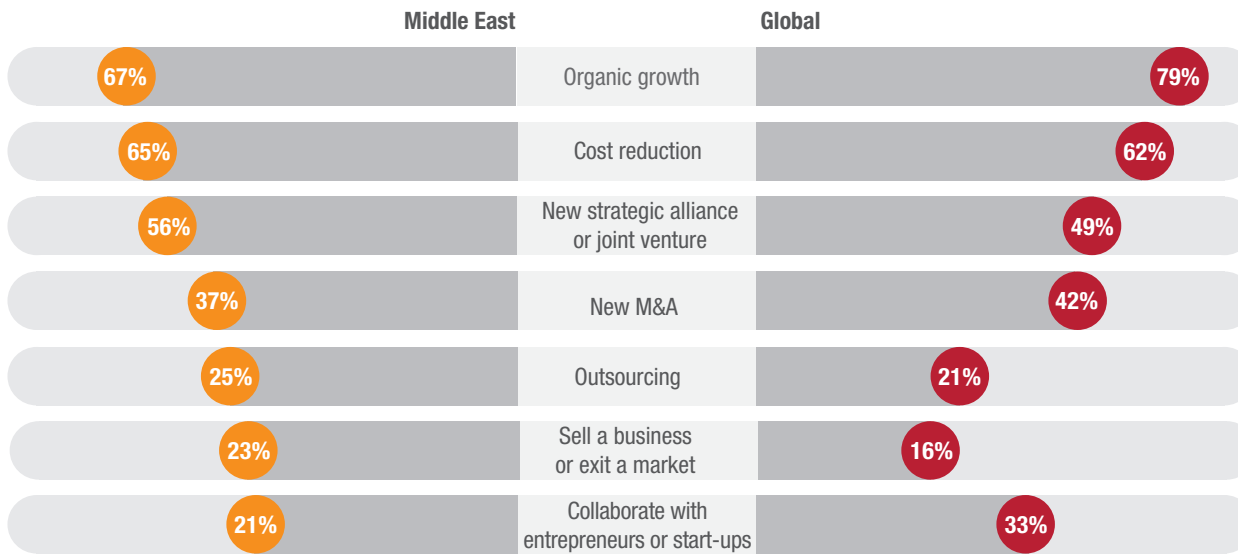 Middle East Global
67% Organic growth 79%
65% Cost reduction 62%
56% New strategic alliance
or joint venture 49%
37% New M&A 42%
25% Outsourcing 21%
23% Sell a business
or exit a market 16%
21% Collaborate with
entrepreneurs or start-ups 33%